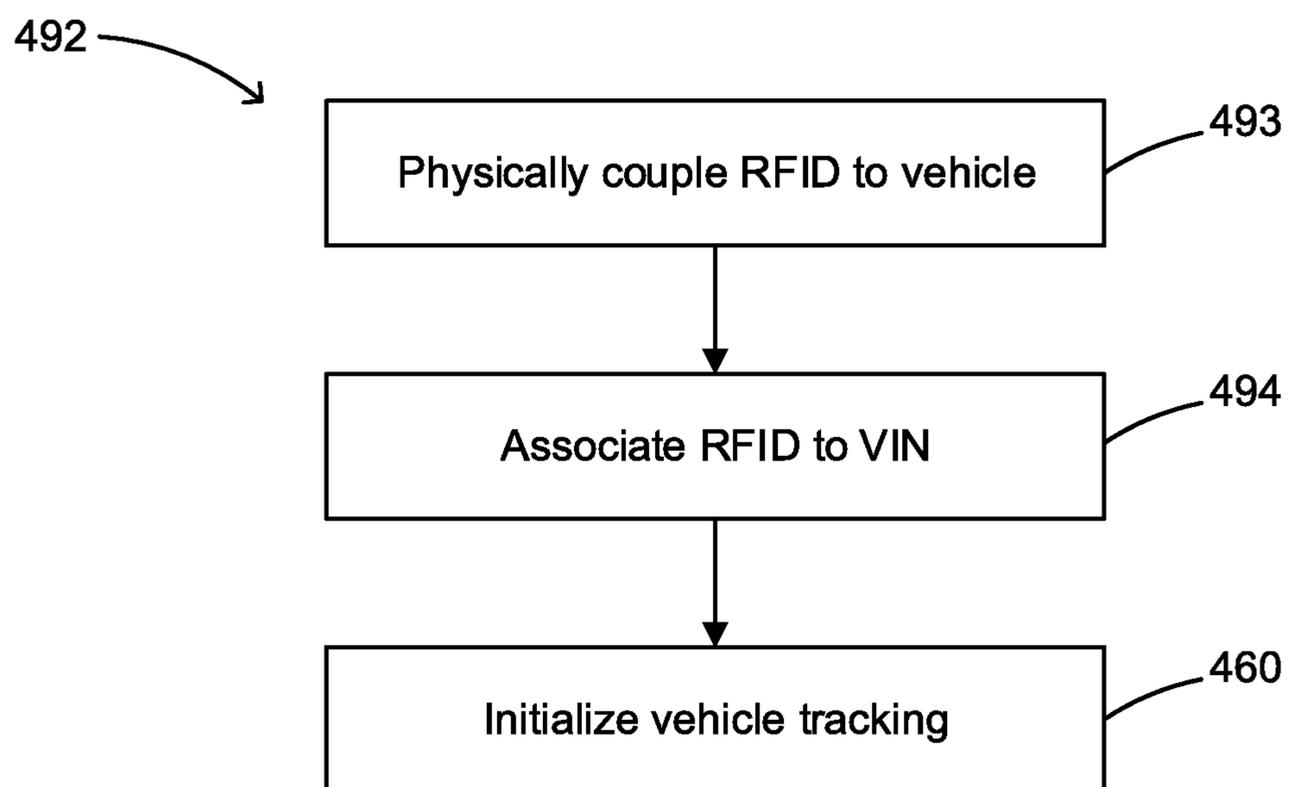 492
Physically couple RFID to vehicle
493
Associate RFID to VIN
494
Initialize vehicle tracking
460